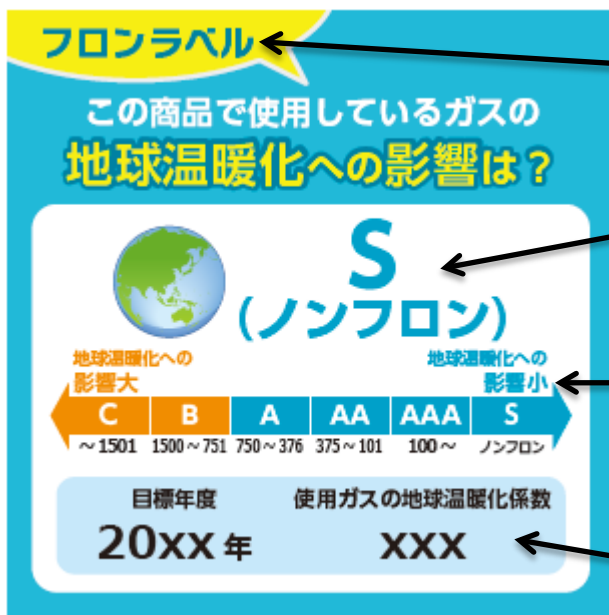 フロンラベル
この商品で使用しているガスの
地球温暖化への影響は？
S
(ノンフロン)
地球温暖化への
影響大
地球温暖化への
影響小
C B A AA AAA S
～1501 1500～751 750～376 375～101 100～ ノンフロン
目標年度 使用ガスの地球温暖化係数
20XX年 XXX